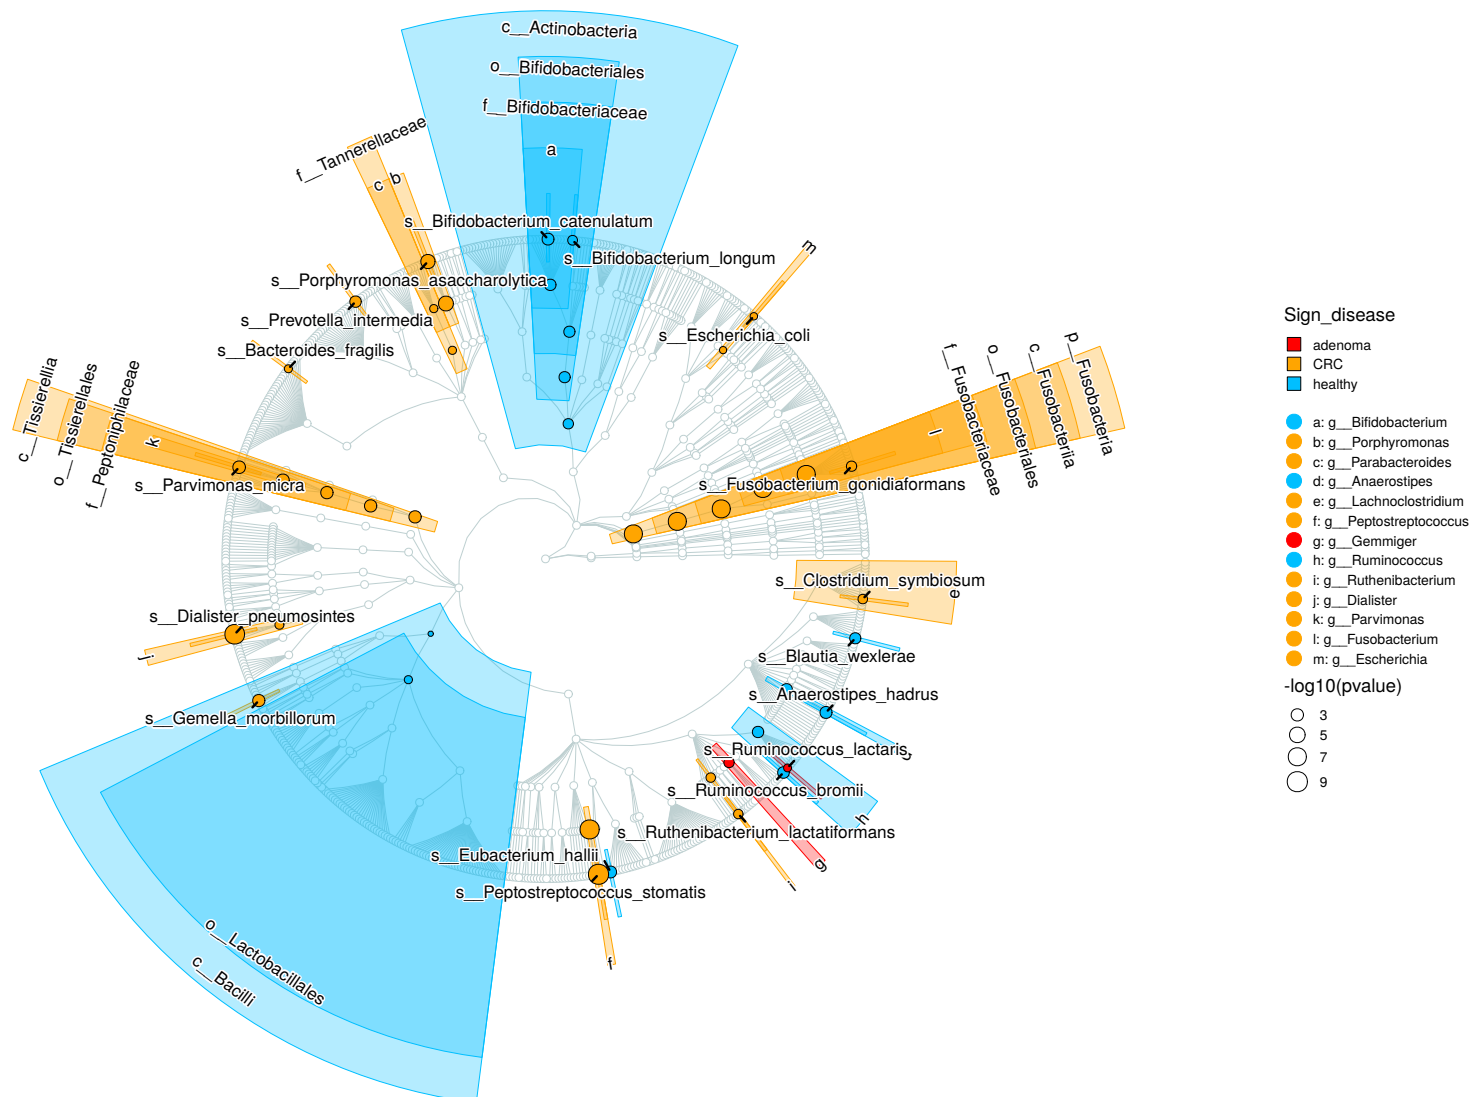 c__Actinobacteria
o__Bifidobacteriales
f__Bifidobacteriaceae
a
f__Tannerellaceae
c
b
s__Bifidobacterium_catenulatum
s__Bifidobacterium_longum
m
s__Porphyromonas_asaccharolytica
s__Prevotella_intermedia
s__Escherichia_coli
s__Bacteroides_fragilis
c__Tissierellia
o__Tissierellales
f__Peptoniphilaceae
k
f__Fusobacteriaceae
o__Fusobacteriales
c__Fusobacteriia
p__Fusobacteria
l
s__Parvimonas_micra
s__Fusobacterium_gonidiaformans
s__Clostridium_symbiosum
e
s__Dialister_pneumosintes
j
s__Blautia_wexlerae
s__Anaerostipes_hadrus
s__Gemella_morbillorum
s__Ruminococcus_lactaris
d
s__Ruminococcus_bromii
h
s__Ruthenibacterium_lactatiformans
s__Eubacterium_hallii
g
s__Peptostreptococcus_stomatis
i
f
o__Lactobacillales
c__Bacilli
Sign_disease
adenoma
CRC
healthy
a: g__Bifidobacterium
b: g__Porphyromonas
c: g__Parabacteroides
d: g__Anaerostipes
e: g__Lachnoclostridium
f: g__Peptostreptococcus
g: g__Gemmiger
h: g__Ruminococcus
i: g__Ruthenibacterium
j: g__Dialister
k: g__Parvimonas
l: g__Fusobacterium
m: g__Escherichia
-log10(pvalue)
3
5
7
9